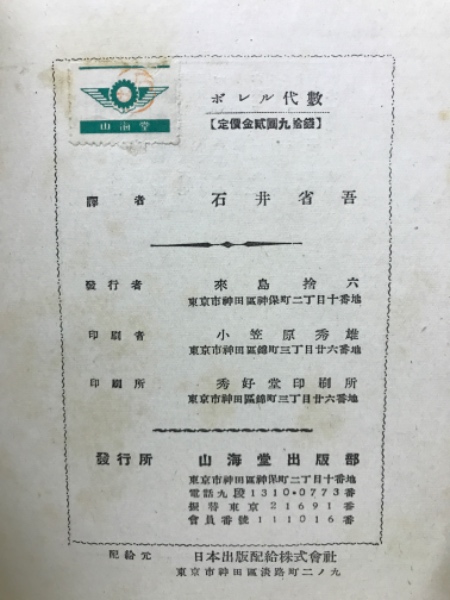 山海堂
ボレル代數
【定價金貳圓九拾錢】
譯者 石井省吾
發行者 來島捨六
東京市神田區神保町二丁目十番地
印刷者 小笠原秀雄
東京市神田區錦町三丁目廿六番地
印刷所 秀好堂印刷所
東京市神田區錦町三丁目廿六番地
發行所 山海堂出版部
東京市神田區神保町二丁目十番地
電話九段1310・0773番
振替東京21691番
會員番號111016番
配給元 日本出版配給株式會社
東京市神田區淡路町二ノ九